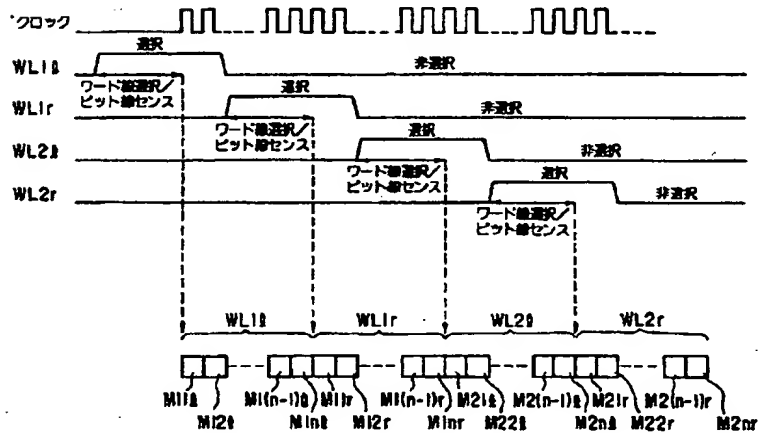 クロック
選択
WL1ℓ
非選択
ワード線選択/
ビット線センス
選択
WL1r
非選択
ワード線選択/
ビット線センス
選択
WL2ℓ
非選択
ワード線選択/
ビット線センス
選択
WL2r
非選択
ワード線選択/
ビット線センス
WL1ℓ WL1r WL2ℓ WL2r
M11ℓ M1(n-1)ℓ M11r M1(n-1)r M21ℓ M2(n-1)ℓ M21r M2(n-1)r
M12ℓ M1nℓ M12r M1nr M22ℓ M2nℓ M22r M2nr